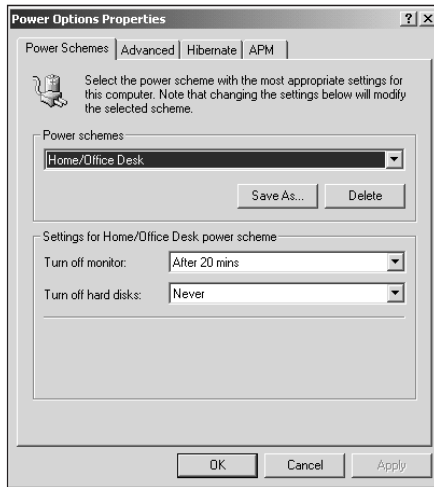 Power Options Properties
Power Schemes Advanced Hibernate APM
Select the power scheme with the most appropriate settings for
this computer. Note that changing the settings below will modify
the selected scheme.
Power schemes
Home/Office Desk
Save As... Delete
Settings for Home/Office Desk power scheme
Turn off monitor: After 20 mins
Turn off hard disks: Never
OK Cancel Apply